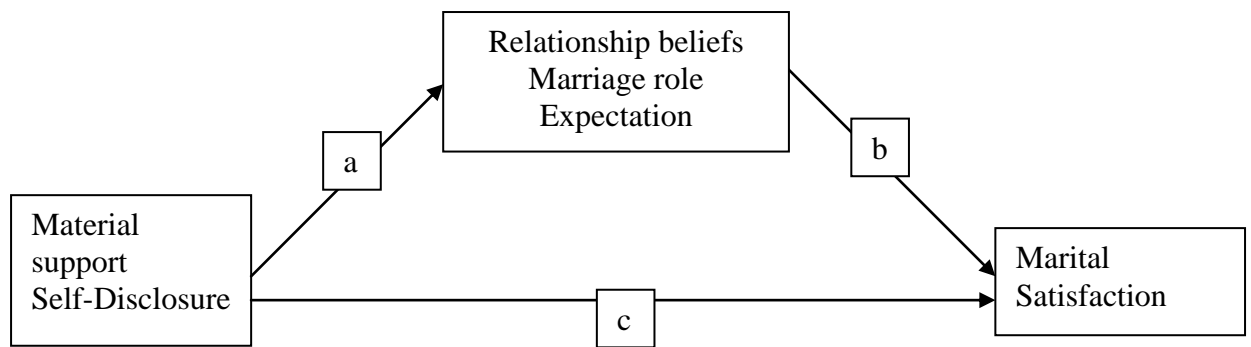 Relationship beliefs
Marriage role
Expectation
a
b
Material
support
Self-Disclosure
Marital
Satisfaction
c